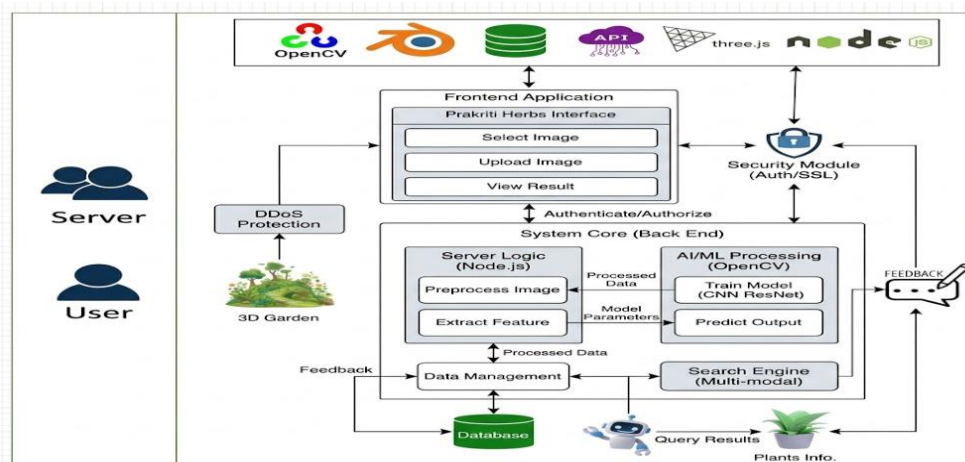 OpenCV
API
three.js
node
JS
Frontend Application
Prakriti Herbs Interface
Select Image
Upload Image
View Result
Security Module
(Auth/SSL)
Server
DDoS
Protection
Authenticate/Authorize
System Core (Back End)
Server Logic
(Node.js)
AI/ML Processing
(OpenCV)
Preprocess Image
Processed
Data
Train Model
(CNN ResNet)
FEEDBACK
User
3D Garden
Extract Feature
Model
Parameters
Predict Output
Processed Data
Feedback
Data Management
Search Engine
(Multi-modal)
Database
Query Results
Plants Info.